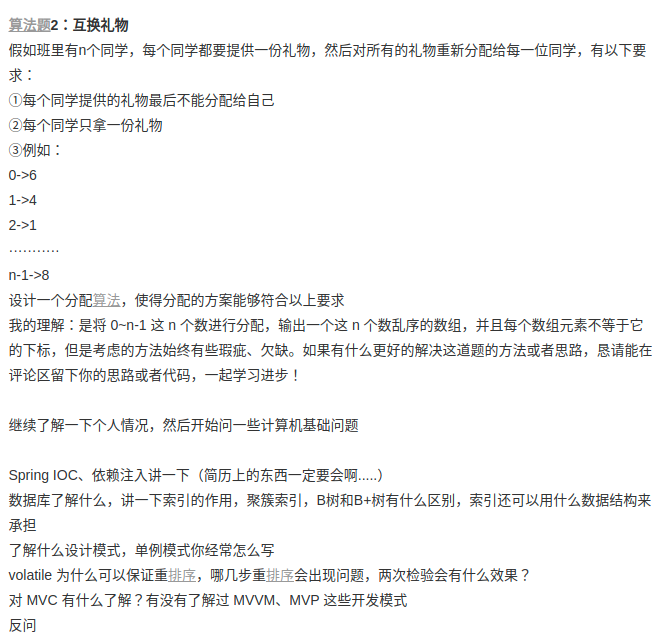 算法题2：互换礼物
假如班里有n个同学，每个同学都要提供一份礼物，然后对所有的礼物重新分配给每一位同学，有以下要
求：
①每个同学提供的礼物最后不能分配给自己
②每个同学只拿一份礼物
③例如：
0->6
1->4
2->1
...........
n-1->8
设计一个分配算法，使得分配的方案能够符合以上要求
我的理解：是将 0~n-1 这 n 个数进行分配，输出一个这 n 个数乱序的数组，并且每个数组元素不等于它
的下标，但是考虑的方法始终有些瑕疵、欠缺。如果有什么更好的解决这道题的方法或者思路，恳请能在
评论区留下你的思路或者代码，一起学习进步！
继续了解一下个人情况，然后开始问一些计算机基础问题
Spring IOC、依赖注入讲一下（简历上的东西一定要会啊.....）
数据库了解什么，讲一下索引的作用，聚簇索引，B树和B+树有什么区别，索引还可以用什么数据结构来
承担
了解什么设计模式，单例模式你经常怎么写
volatile 为什么可以保证重排序，哪几步重排序会出现问题，两次检验会有什么效果？
对 MVC 有什么了解？有没有了解过 MVVM、MVP 这些开发模式
反问